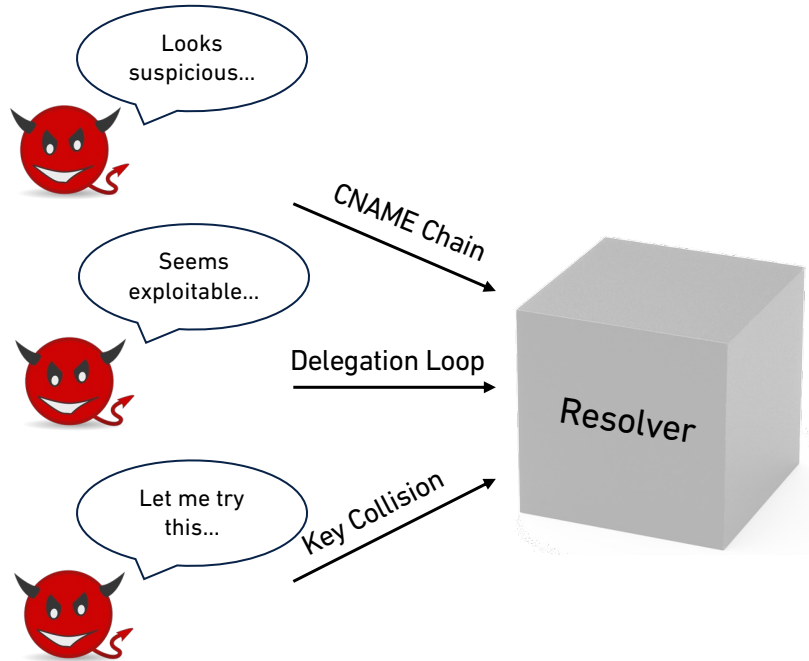 Looks
suspicious...
CNAME Chain
Seems
exploitable...
Delegation Loop
Resolver
Let me try
this...
Key Collision